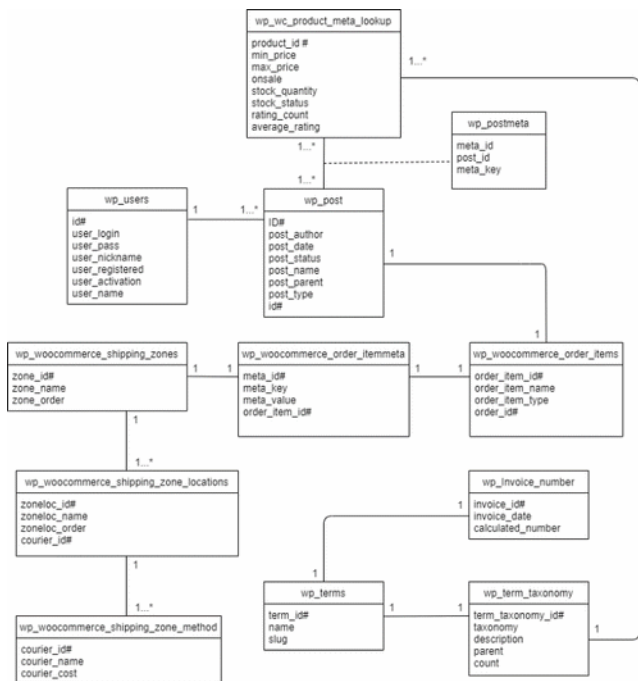 wp_wc_product_meta_lookup
product_id #
min_price
max_price
onsale
stock_quantity
stock_status
rating_count
average_rating
1...*
1...*
wp_postmeta
meta_id
post_id
meta_key
1...*
wp_users
id#
user_login
user_pass
user_nickname
user_registered
user_activation
user_name
1
1...*
wp_post
ID#
post_author
post_date
post_status
post_name
post_parent
post_type
id#
1
1
wp_woocommerce_shipping_zones
zone_id#
zone_name
zone_order
1
1
wp_woocommerce_order_itemmeta
meta_id#
meta_key
meta_value
order_item_id#
1
1
wp_woocommerce_order_items
order_item_id#
order_item_name
order_item_type
order_id#
1
1...*
wp_woocommerce_shipping_zone_locations
zoneloc_id#
zoneloc_name
zoneloc_order
courier_id#
1
1...*
wp_Invoice_number
invoice_id#
invoice_date
calculated_number
1
1
wp_terms
term_id#
name
slug
1
1
wp_term_taxonomy
term_taxonomy_id#
taxonomy
description
parent
count
1
wp_woocommerce_shipping_zone_method
courier_id#
courier_name
courier_cost